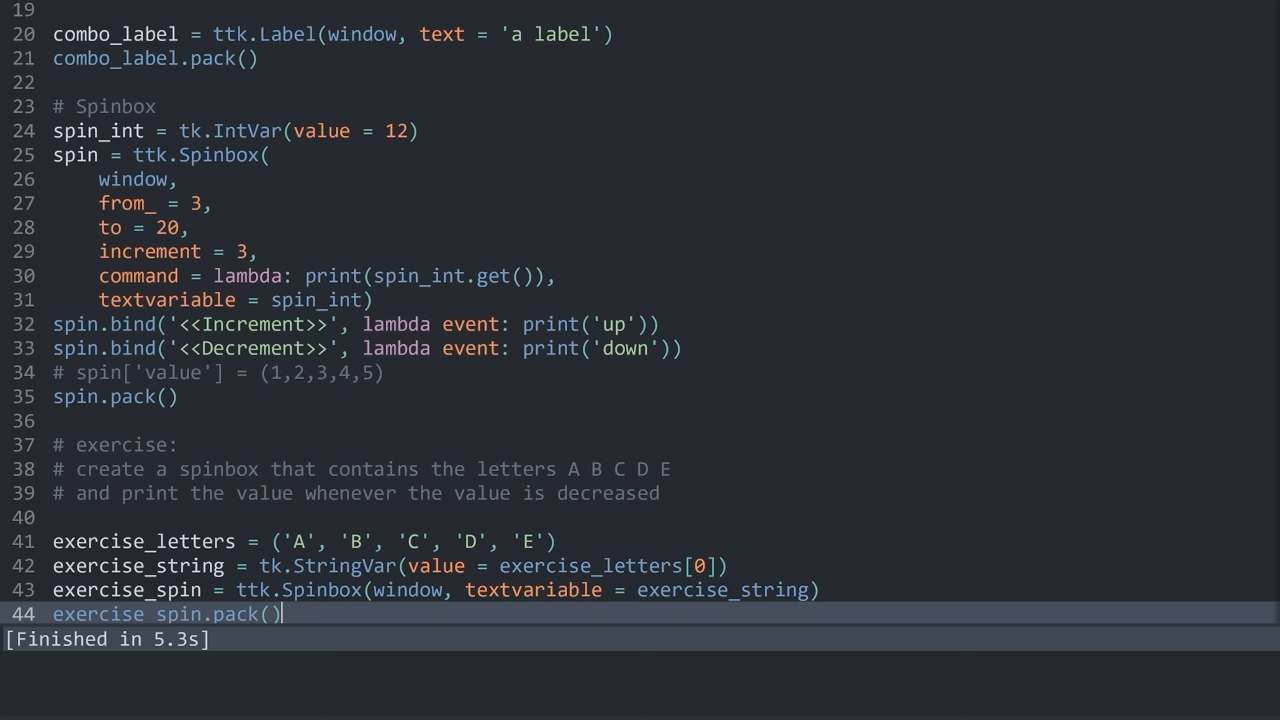 19
20 combo_label = ttk.Label(window, text = 'a label')
21 combo_label.pack()
22
23 # Spinbox
24 spin_int = tk.IntVar(value = 12)
25 spin = ttk.Spinbox(
26     window,
27     from_ = 3,
28     to = 20,
29     increment = 3,
30     command = lambda: print(spin_int.get()),
31     textvariable = spin_int)
32 spin.bind('<<Increment>>', lambda event: print('up'))
33 spin.bind('<<Decrement>>', lambda event: print('down'))
34 # spin['value'] = (1,2,3,4,5)
35 spin.pack()
36
37 # exercise:
38 # create a spinbox that contains the letters A B C D E
39 # and print the value whenever the value is decreased
40
41 exercise_letters = ('A', 'B', 'C', 'D', 'E')
42 exercise_string = tk.StringVar(value = exercise_letters[0])
43 exercise_spin = ttk.Spinbox(window, textvariable = exercise_string)
44 exercise_spin.pack()
[Finished in 5.3s]